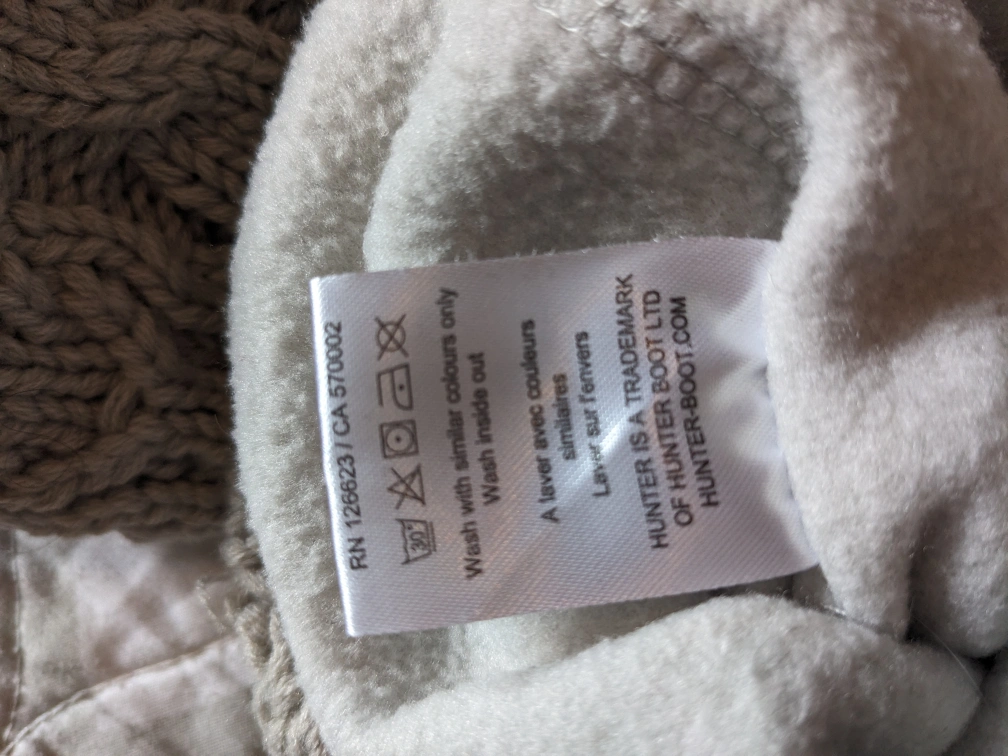 RN 126623 / CA 570002
30°
Wash with similar colours only
Wash inside out
A laver avec couleurs
similaires
Laver sur l'envers
HUNTER IS A TRADEMARK
OF HUNTER BOOT LTD
HUNTER-BOOT.COM